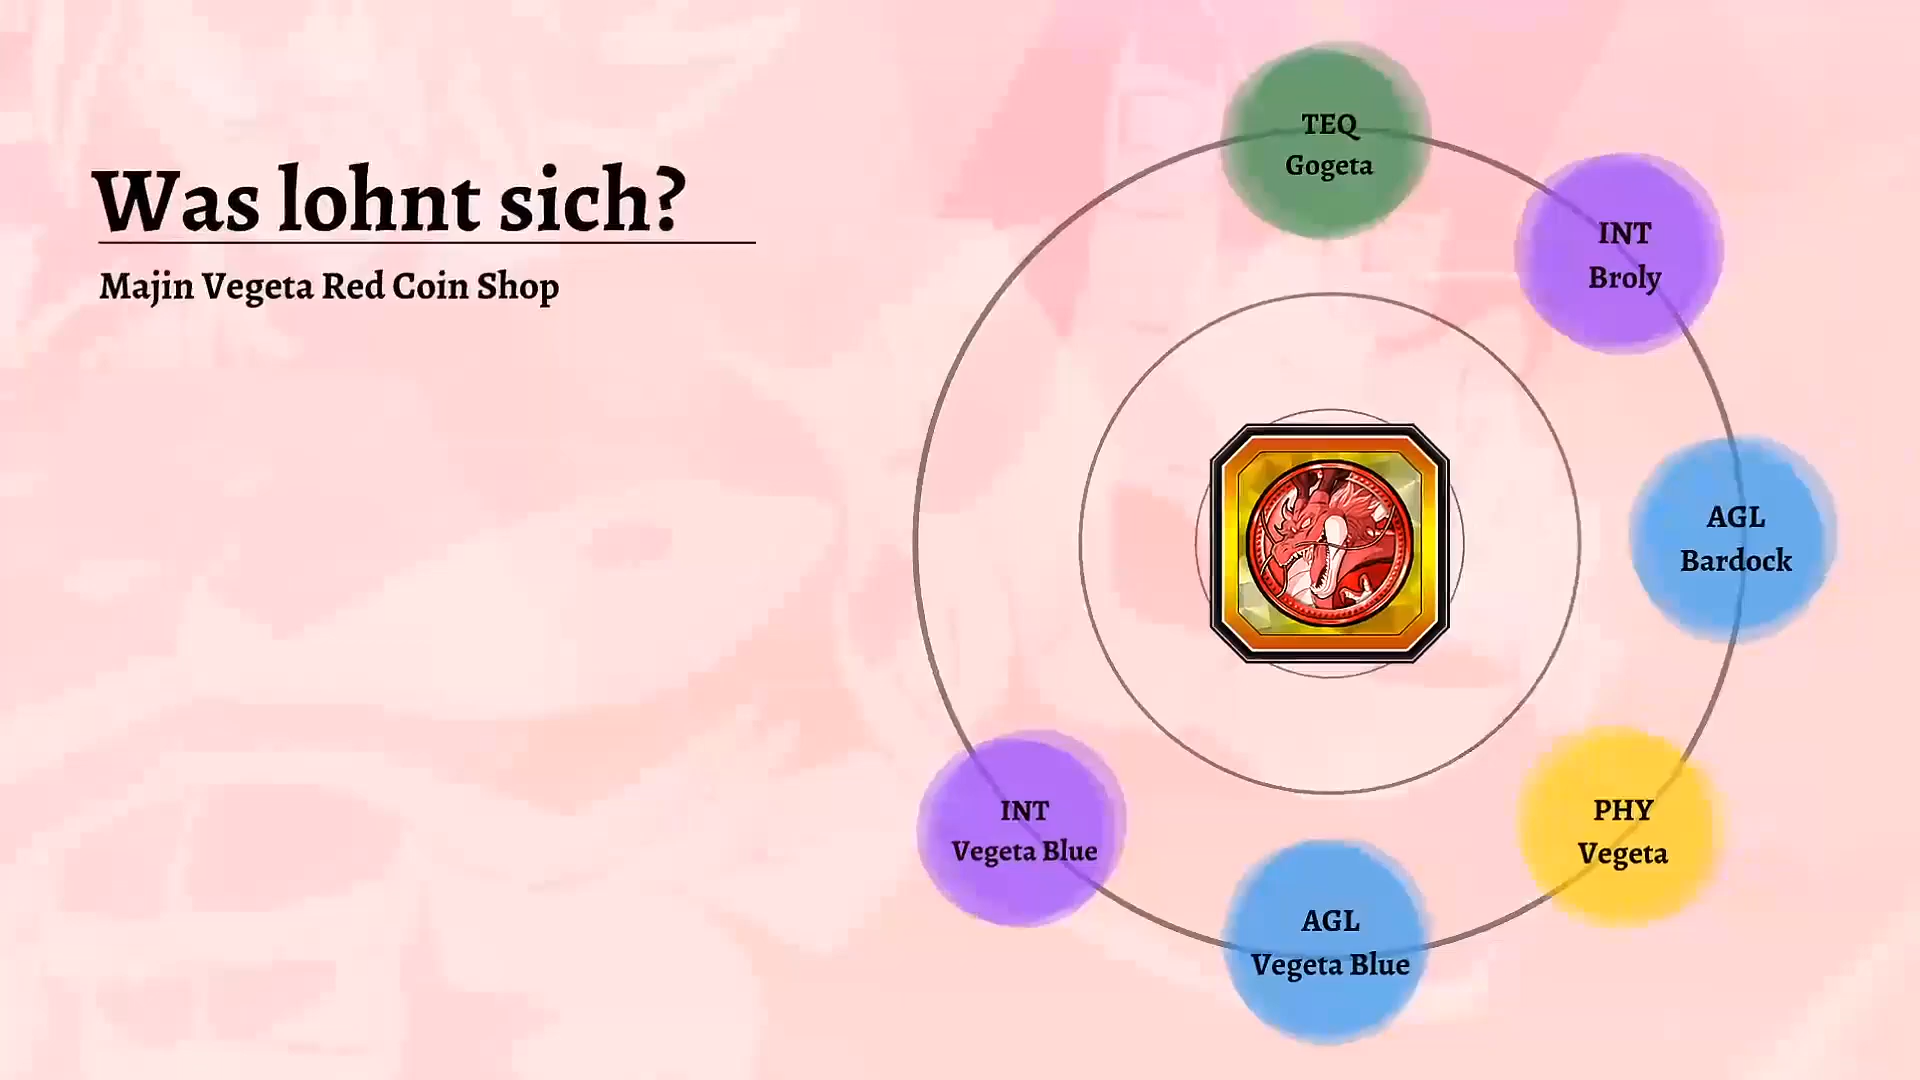 Was lohnt sich?
Majin Vegeta Red Coin Shop
TEQ
Gogeta
INT
Broly
AGL
Bardock
PHY
Vegeta
AGL
Vegeta Blue
INT
Vegeta Blue